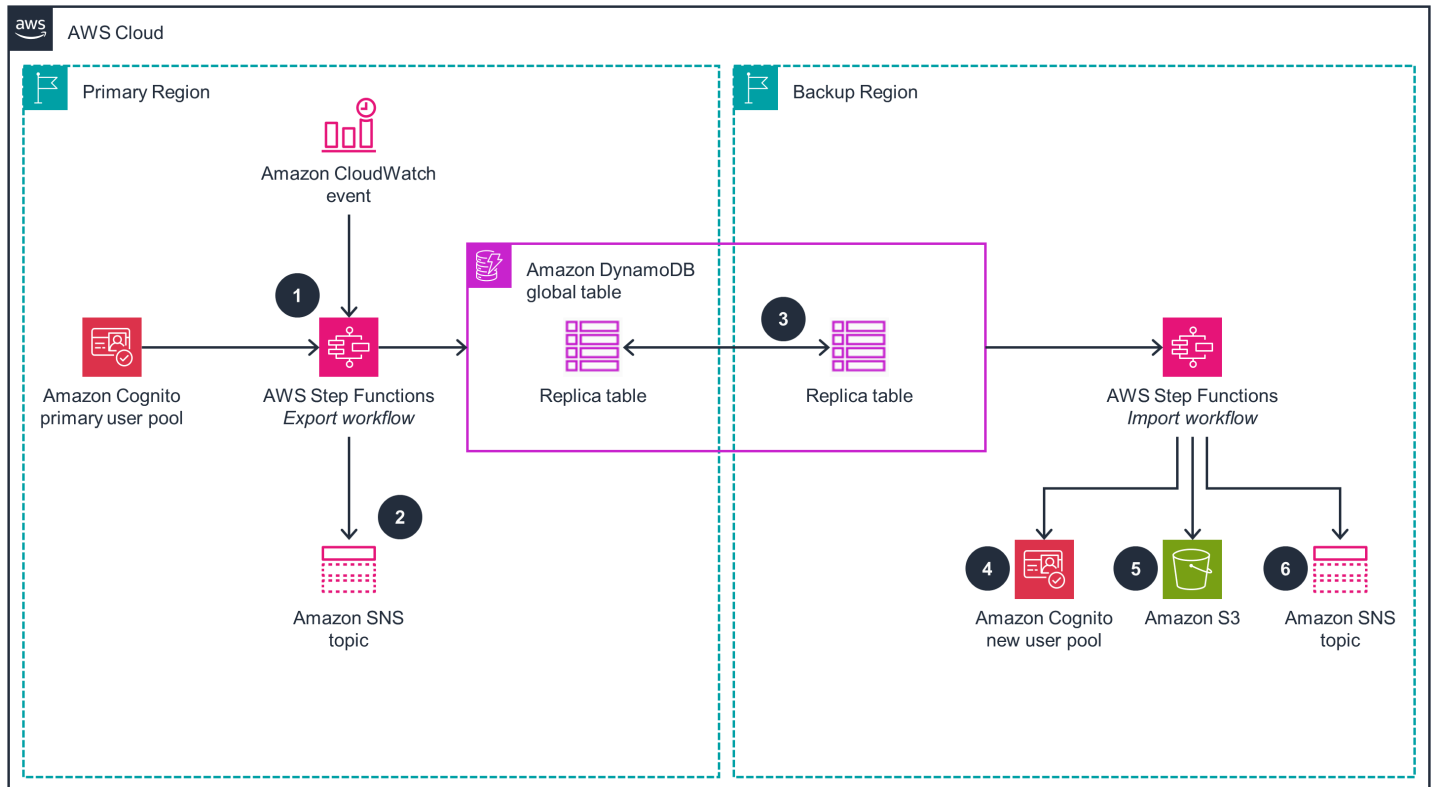 aws
AWS Cloud
Primary Region
Backup Region
Amazon CloudWatch
event
Amazon DynamoDB
global table
1
3
Amazon Cognito
primary user pool
AWS Step Functions
Export workflow
Replica table
Replica table
AWS Step Functions
Import workflow
2
4
5
6
Amazon SNS
topic
Amazon Cognito
new user pool
Amazon S3
Amazon SNS
topic